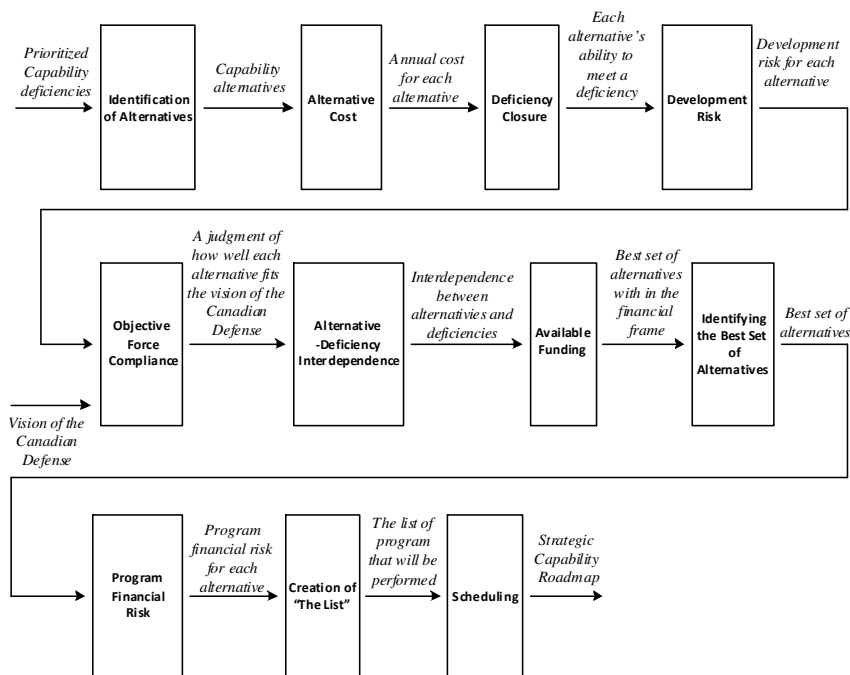 Prioritized
Capability
deficiencies
Identification
of Alternatives
Capability
alternatives
Alternative
Cost
Annual cost
for each
alternative
Deficiency
Closure
Each
alternative's
ability to
meet a
deficiency
Development
Risk
Development
risk for each
alternative
Objective
Force
Compliance
Vision of the
Canadian
Defense
A judgment of
how well each
alternative fits
the vision of the
Canadian
Defense
Alternative
-Deficiency
Interdependence
Interdependence
between
alternativies and
deficiencies
Available
Funding
Best set of
alternatives
with in the
financial
frame
Identifying
the Best Set
of
Alternatives
Best set of
alternatives
Program
Financial
Risk
Program
financial risk
for each
alternative
Creation of
“The List”
The list of
program
that will be
performed
Scheduling
Strategic
Capability
Roadmap